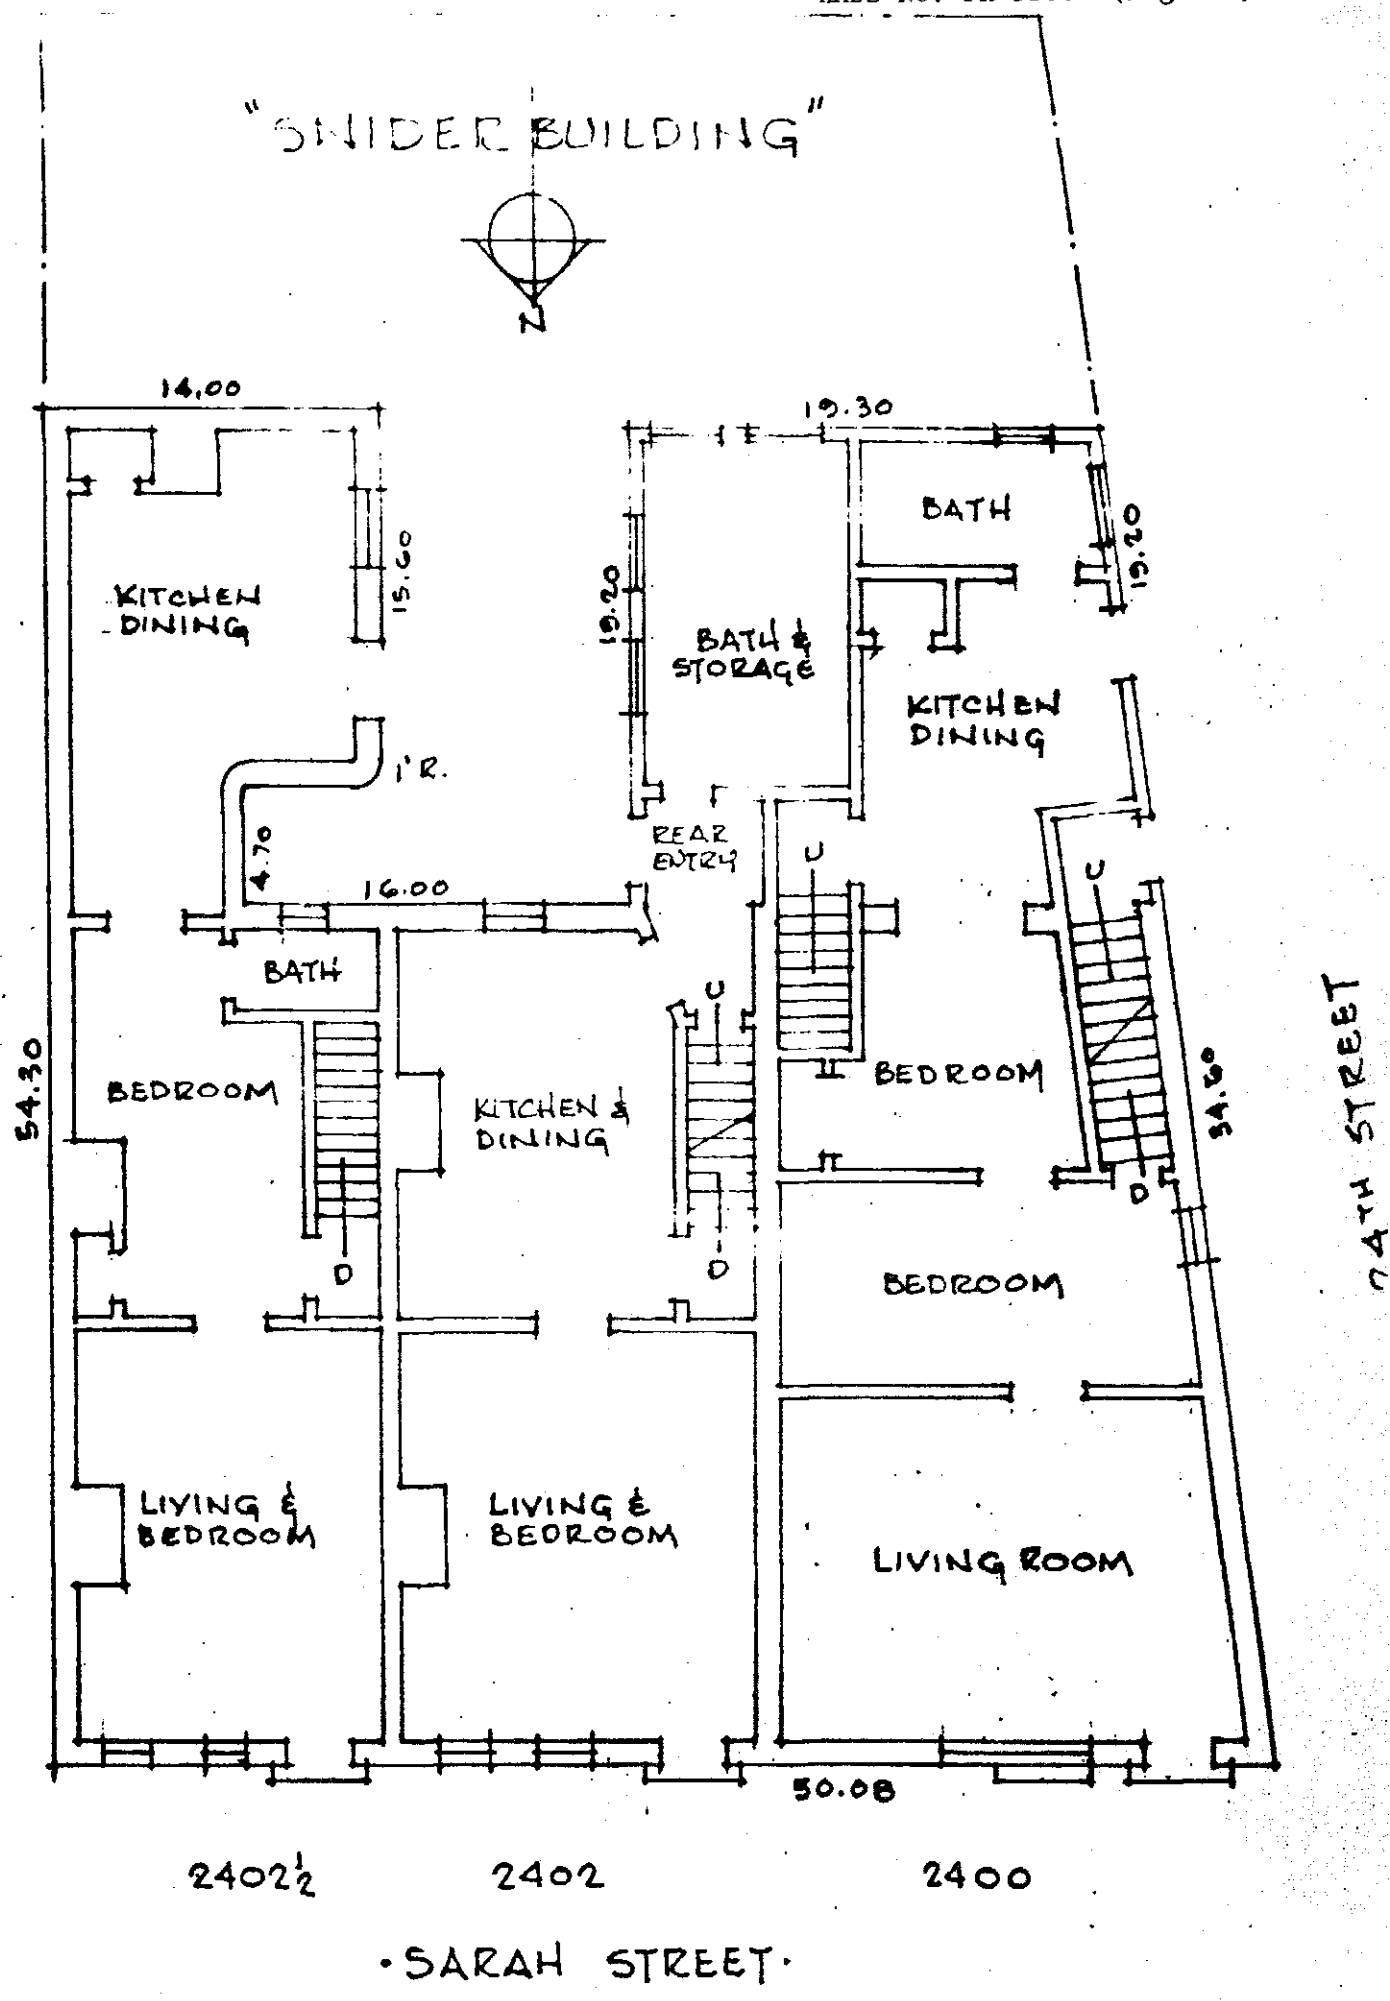 "SNIDER BUILDING"
N
14.00
19.30
BATH
19.20
15.60
KITCHEN
DINING
19.20
BATH &
STORAGE
KITCHEN
DINING
1' R.
4.70
REAR
ENTRY
U
U
16.00
BATH
U
54.30
BEDROOM
KITCHEN &
DINING
BEDROOM
24TH STREET
D
D
D
BEDROOM
LIVING &
BEDROOM
LIVING &
BEDROOM
LIVING ROOM
50.08
2402½
2402
2400
· SARAH STREET ·